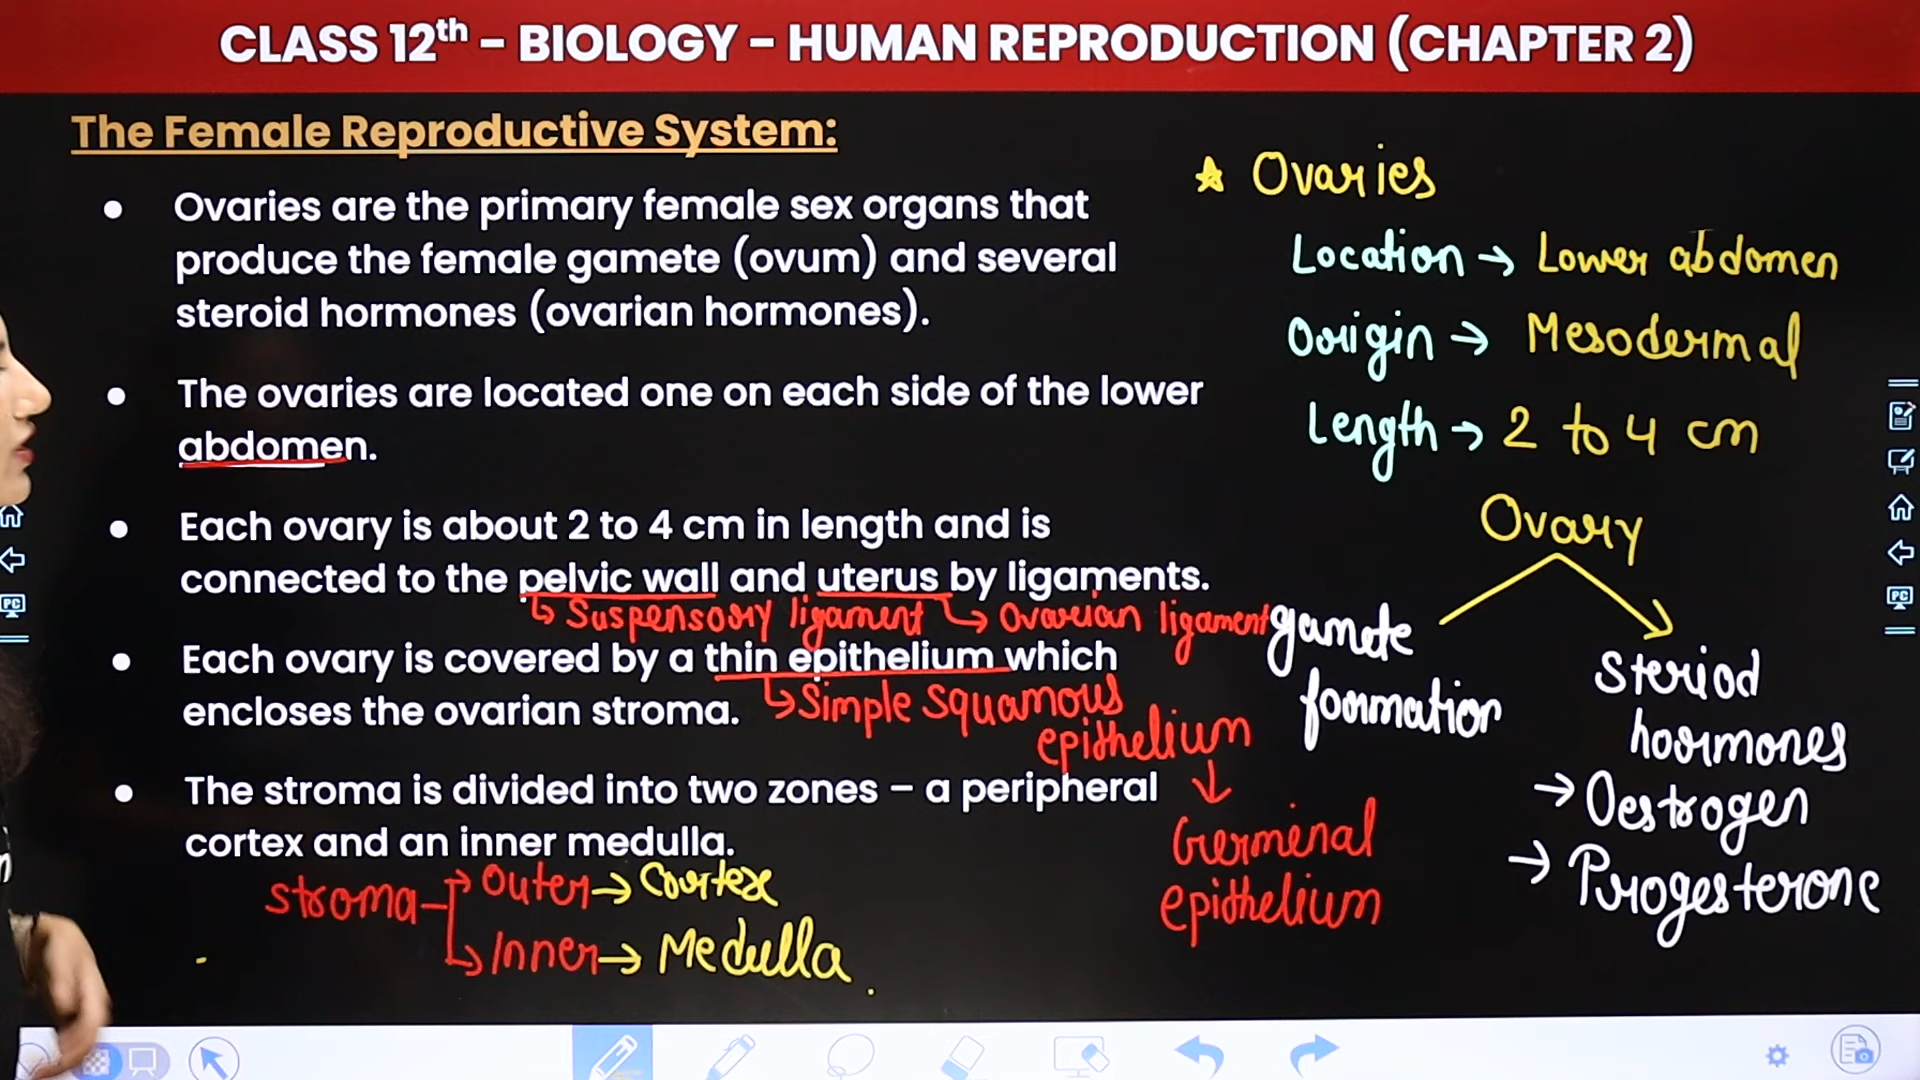 CLASS 12th - BIOLOGY - HUMAN REPRODUCTION (CHAPTER 2)
The Female Reproductive System:
• Ovaries are the primary female sex organs that
produce the female gamete (ovum) and several
steroid hormones (ovarian hormones).
• The ovaries are located one on each side of the lower
abdomen.
• Each ovary is about 2 to 4 cm in length and is
connected to the pelvic wall and uterus by ligaments.
↳ Suspensory ligament ↳ Ovarian ligament
• Each ovary is covered by a thin epithelium which
encloses the ovarian stroma.
↳ Simple squamous
epithelium
↓
Germenal
epithelium
• The stroma is divided into two zones – a peripheral
cortex and an inner medulla.
stroma → Outer → Cortex
↳ Inner → Medulla
★ Ovaries
Location → Lower abdomen
Origin → Mesodermal
Length → 2 to 4 cm
Ovary
gamete
formation
Steriod
hormones
→ Oestrogen
→ Progesterone
PC
PC